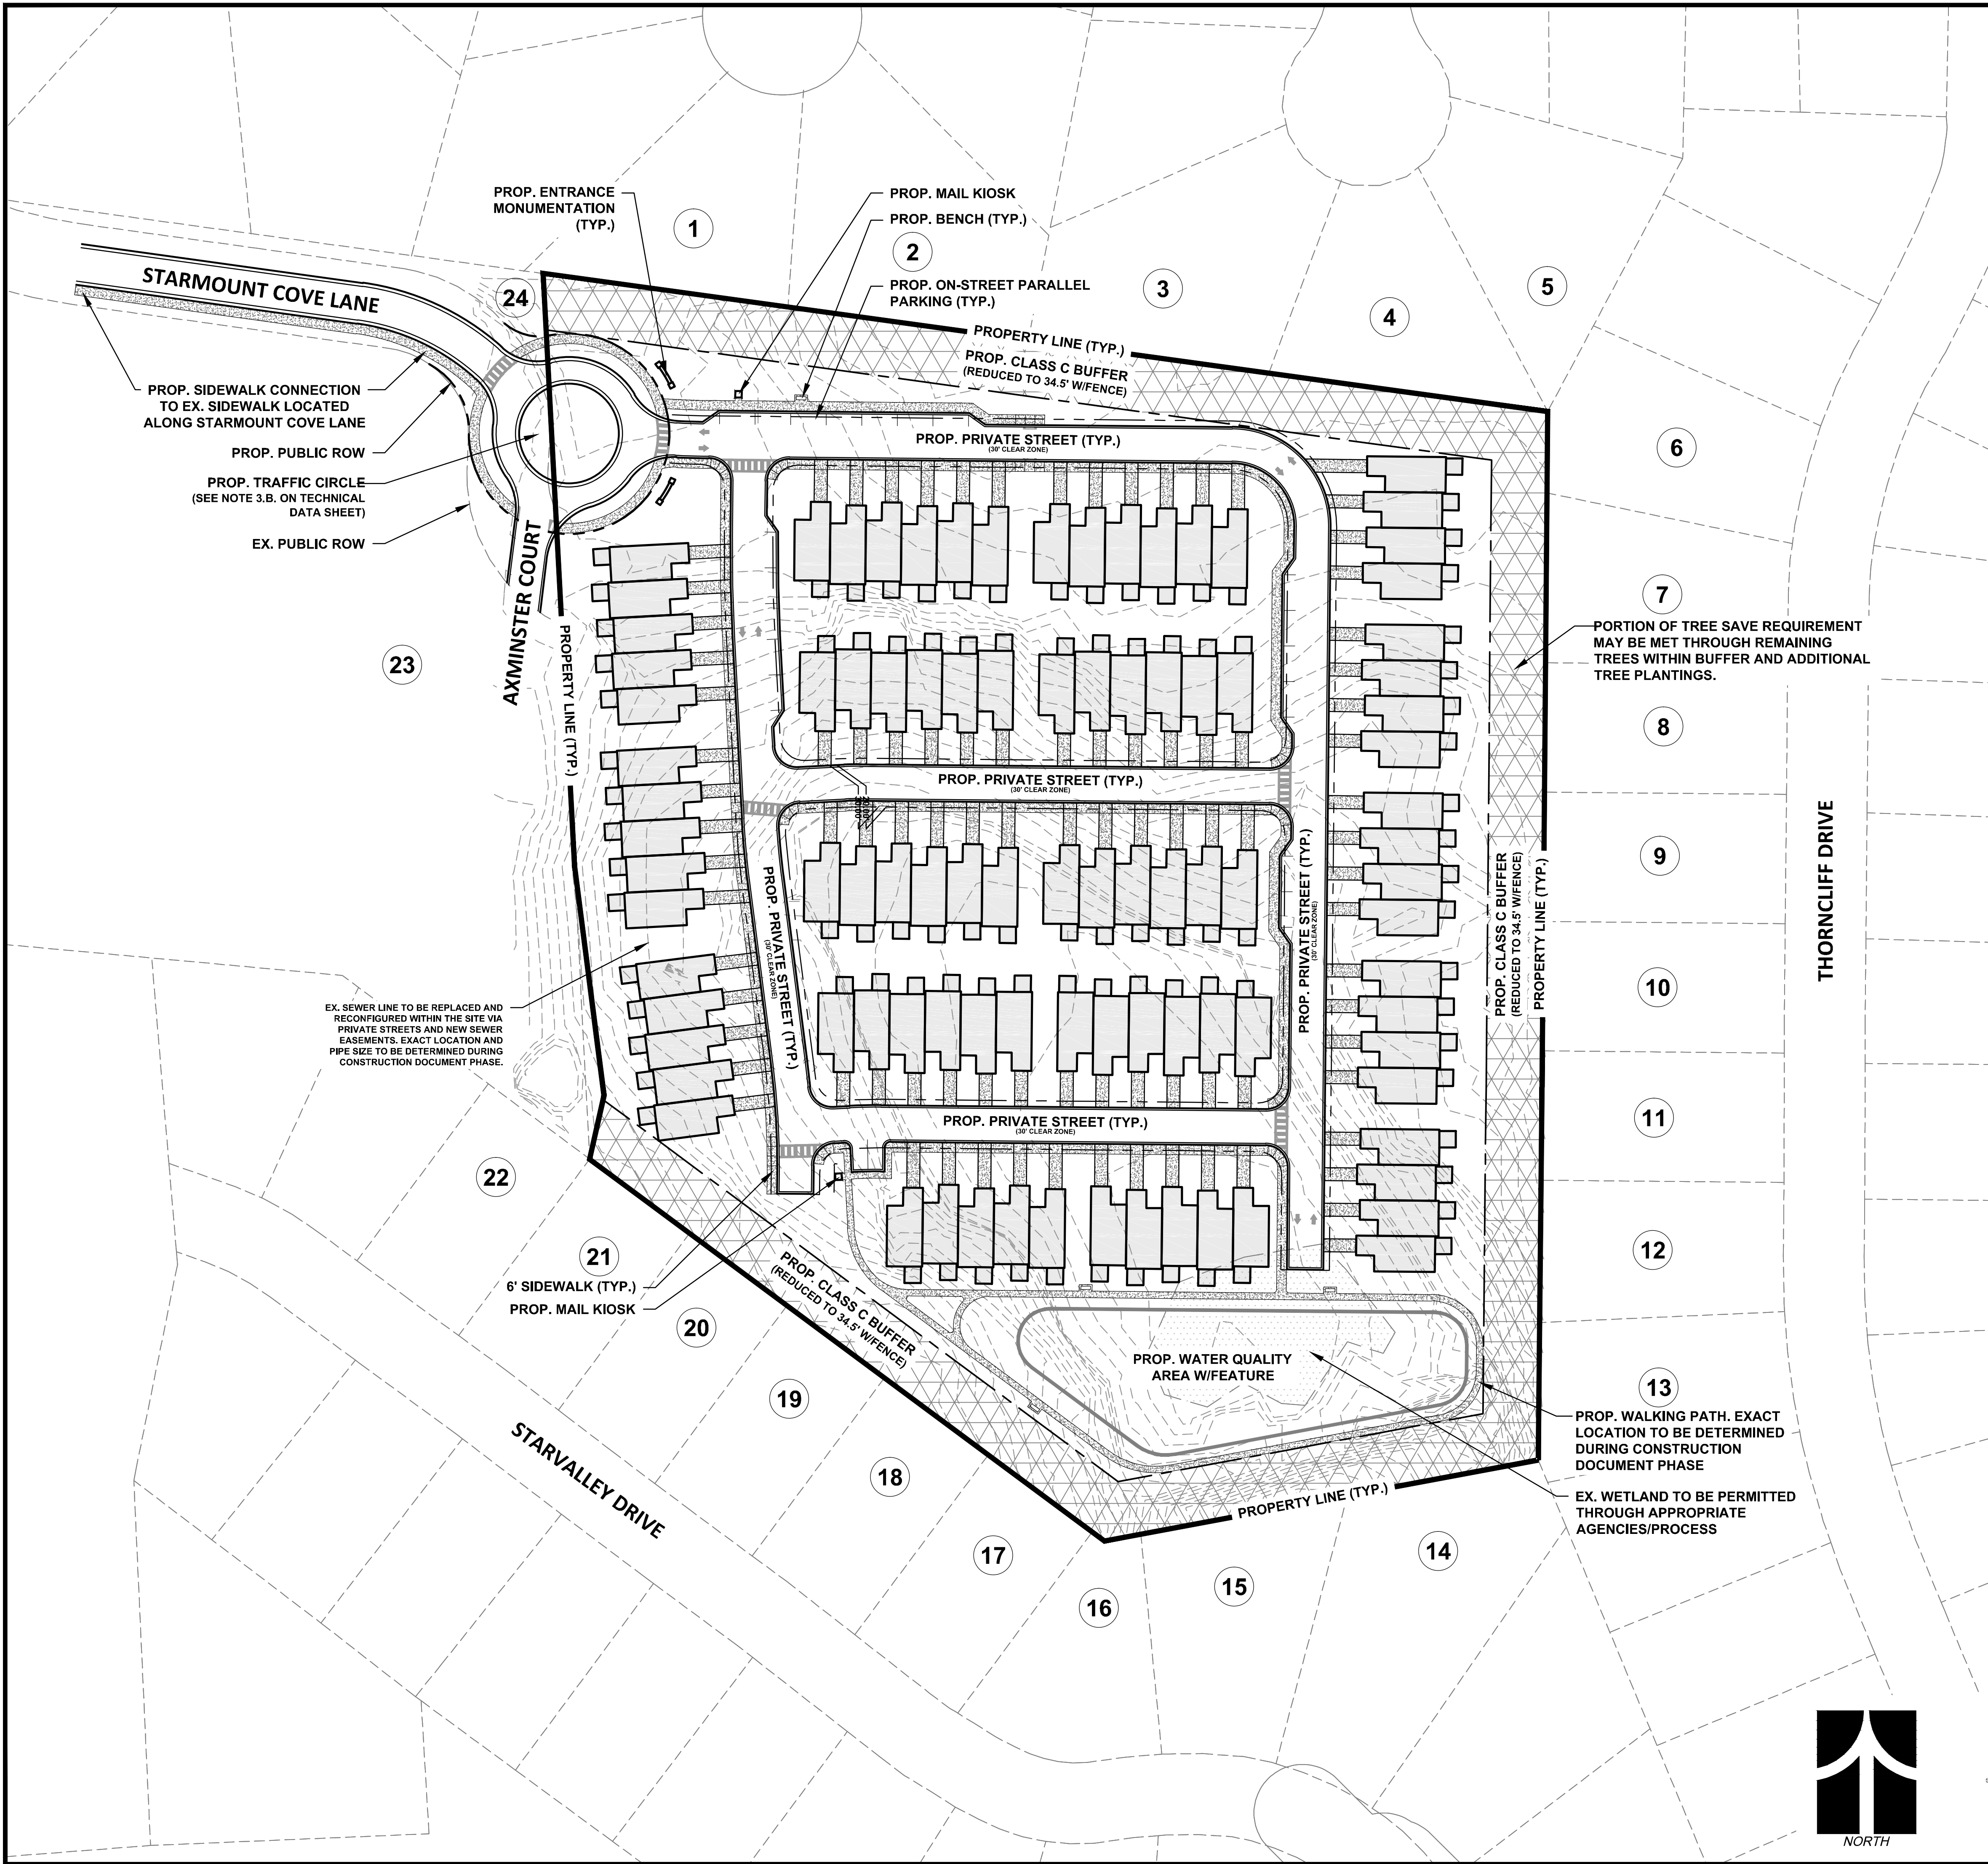 PROP. ENTRANCE
MONUMENTATION
(TYP.)
1
PROP. MAIL KIOSK
PROP. BENCH (TYP.)
2
PROP. ON-STREET PARALLEL
PARKING (TYP.)
3
4
5
24
STARMOUNT COVE LANE
PROPERTY LINE (TYP.)
PROP. CLASS C BUFFER
(REDUCED TO 34.5' W/FENCE)
PROP. SIDEWALK CONNECTION
TO EX. SIDEWALK LOCATED
ALONG STARMOUNT COVE LANE
PROP. PUBLIC ROW
PROP. TRAFFIC CIRCLE
(SEE NOTE 3.B. ON TECHNICAL
DATA SHEET)
EX. PUBLIC ROW
PROP. PRIVATE STREET (TYP.)
(30' CLEAR ZONE)
6
AXMINSTER COURT
PROPERTY LINE (TYP.)
23
7
PORTION OF TREE SAVE REQUIREMENT
MAY BE MET THROUGH REMAINING
TREES WITHIN BUFFER AND ADDITIONAL
TREE PLANTINGS.
8
PROP. PRIVATE STREET (TYP.)
(30' CLEAR ZONE)
PROP. PRIVATE STREET (TYP.)
(30' CLEAR ZONE)
PROP. PRIVATE STREET (TYP.)
(30' CLEAR ZONE)
PROP. CLASS C BUFFER
(REDUCED TO 34.5' W/FENCE)
PROPERTY LINE (TYP.)
9
THORNCLIFF DRIVE
10
EX. SEWER LINE TO BE REPLACED AND
RECONFIGURED WITHIN THE SITE VIA
PRIVATE STREETS AND NEW SEWER
EASEMENTS. EXACT LOCATION AND
PIPE SIZE TO BE DETERMINED DURING
CONSTRUCTION DOCUMENT PHASE.
11
PROP. PRIVATE STREET (TYP.)
(30' CLEAR ZONE)
22
12
21
6' SIDEWALK (TYP.)
PROP. MAIL KIOSK
20
PROP. CLASS C BUFFER
(REDUCED TO 34.5' W/FENCE)
PROP. WATER QUALITY
AREA W/FEATURE
13
PROP. WALKING PATH. EXACT
LOCATION TO BE DETERMINED
DURING CONSTRUCTION
DOCUMENT PHASE
19
STARVALLEY DRIVE
18
PROPERTY LINE (TYP.)
EX. WETLAND TO BE PERMITTED
THROUGH APPROPRIATE
AGENCIES/PROCESS
17
14
15
16
NORTH